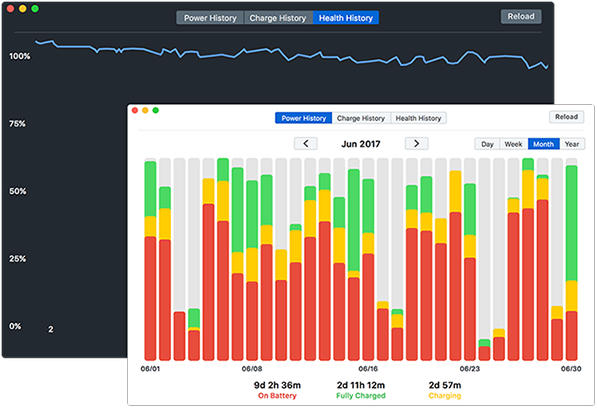 Power History Charge History Health History Reload
100%
75%
50%
25%
0%
2
Power History Charge History Health History Reload
Jun 2017
Day Week Month Year
06/01 06/08 06/16 06/23 06/30
9d 2h 36m 2d 11h 12m 2d 57m
On Battery Fully Charged Charging